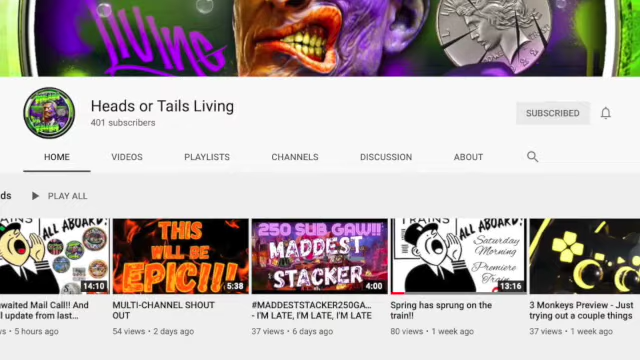 LIVING
Heads or Tails Living
401 subscribers
SUBSCRIBED
HOME VIDEOS PLAYLISTS CHANNELS DISCUSSION ABOUT
ds PLAY ALL
TRAINS
ALL ABOARD!
14:10
THIS
WILL BE
EPIC!!!
5:38
250 SUB GAW!!
MADDEST
STACKER
4:00
TRAINS
ALL ABOARD!
Saturday
Morning
Premiere
Train
13:16
waited Mail Call!! And
l update from last...
s • 5 hours ago
MULTI-CHANNEL SHOUT
OUT
54 views • 2 days ago
#MADDESTSTACKER250GA...
- I'M LATE, I'M LATE, I'M LATE
37 views • 6 days ago
Spring has sprung on the
train!!
80 views • 1 week ago
3 Monkeys Preview - Just
trying out a couple things
37 views • 1 week ago